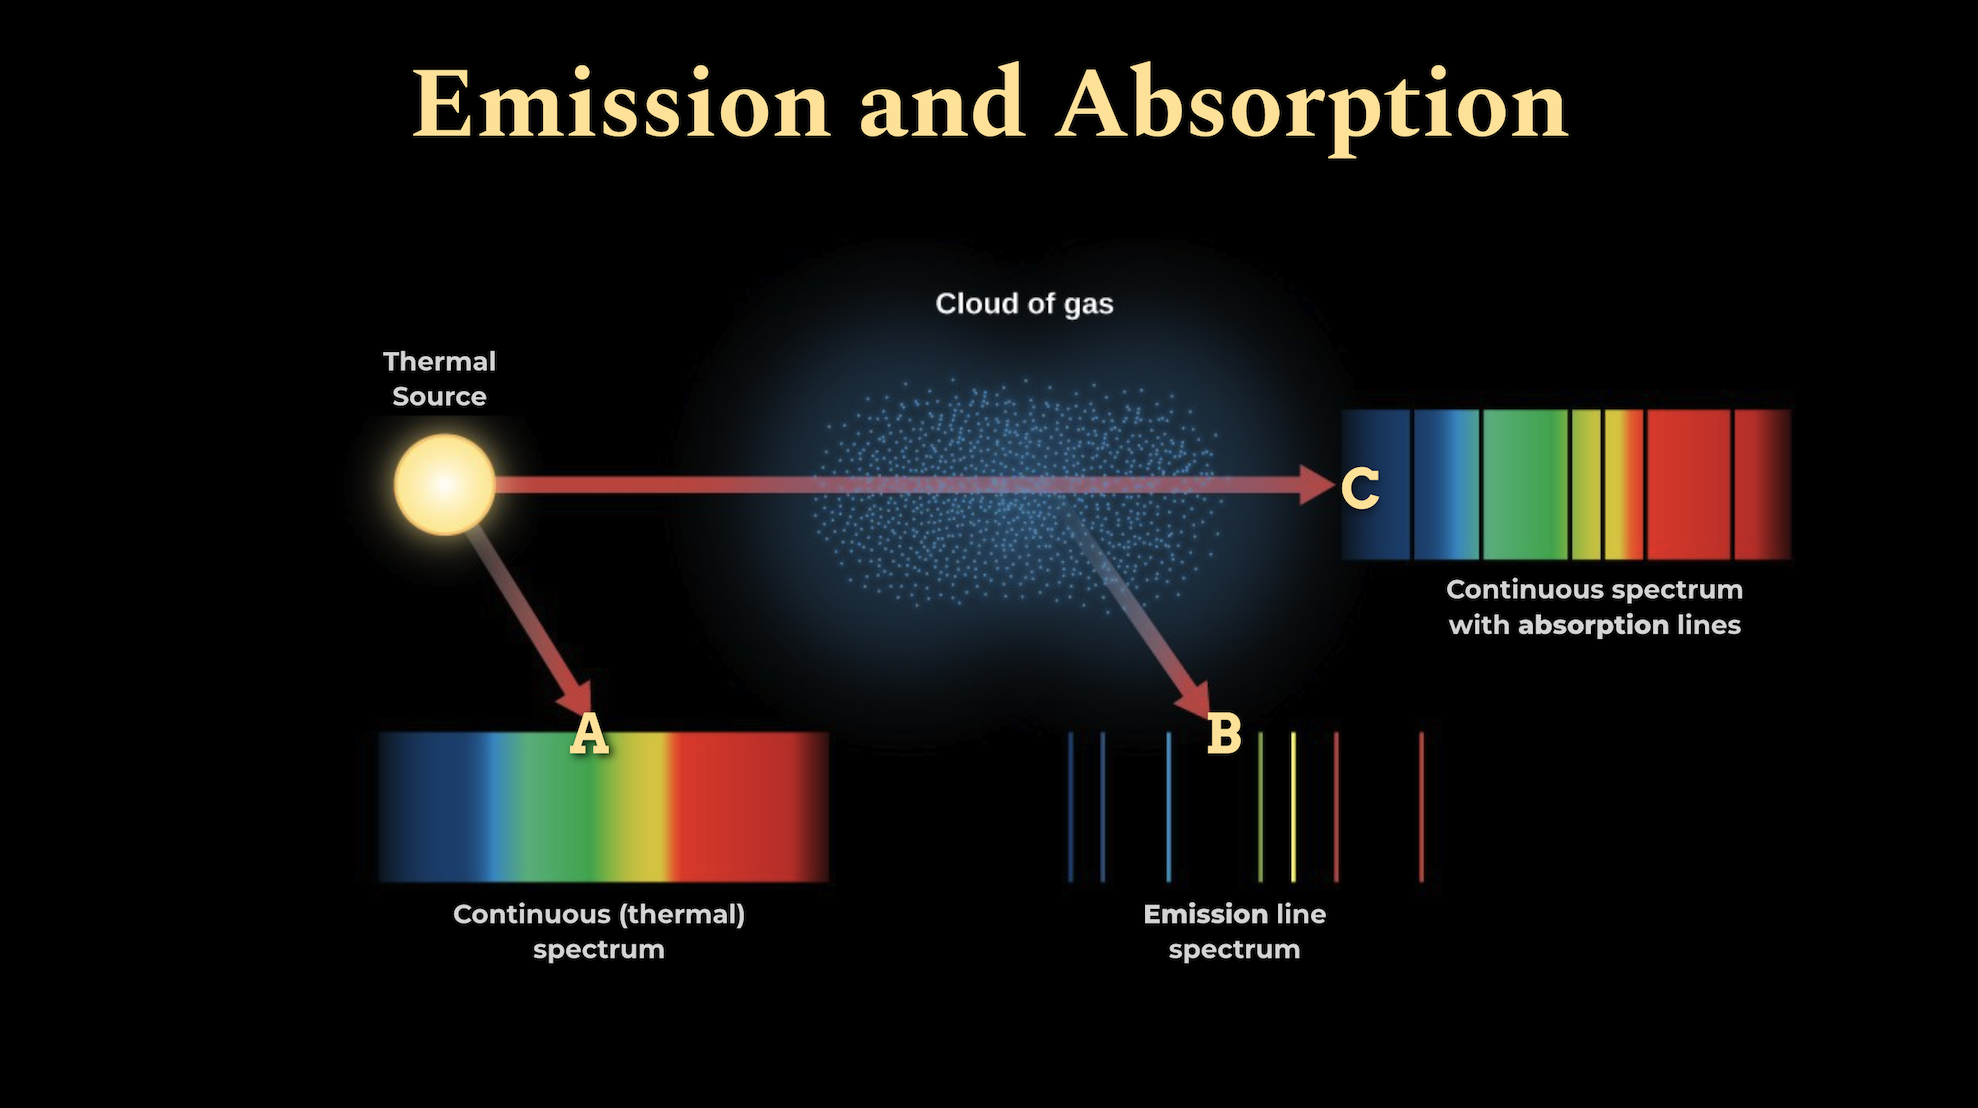 Emission and Absorption
Cloud of gas
Thermal
Source
C
Continuous spectrum
with absorption lines
A
B
Continuous (thermal)
spectrum
Emission line
spectrum